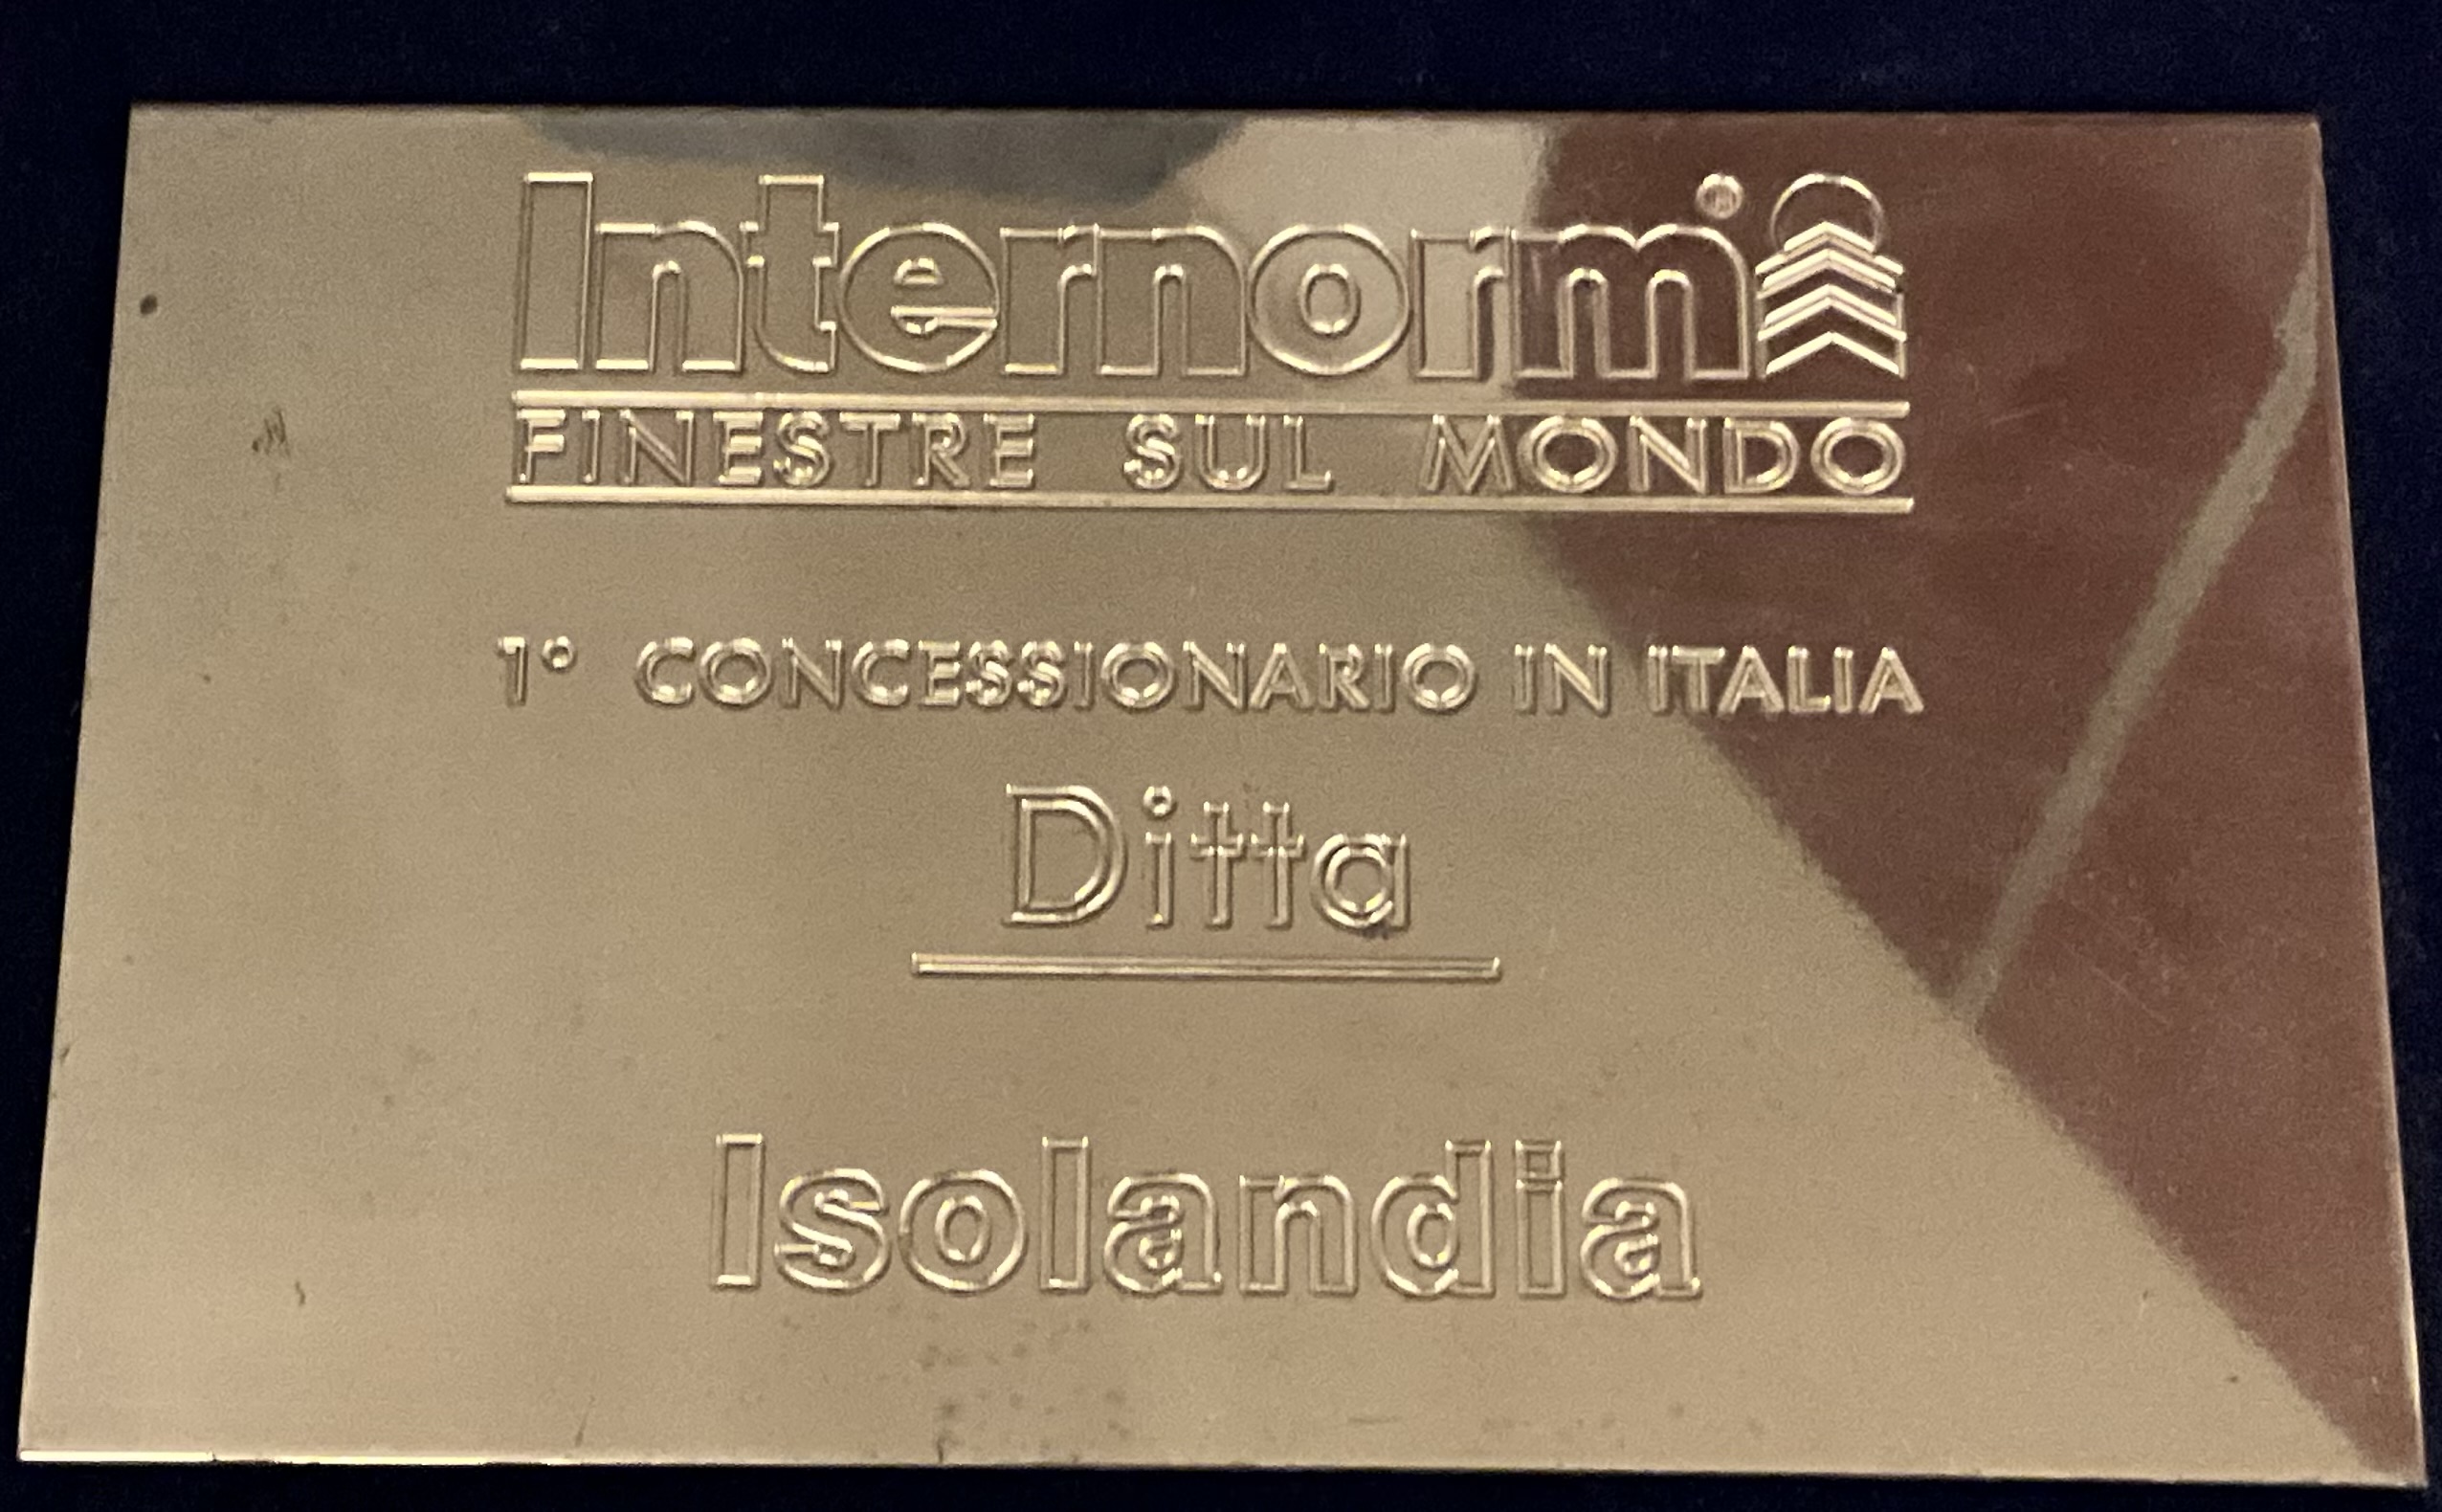 Internorm®
FINESTRE SUL MONDO
1° CONCESSIONARIO IN ITALIA
Ditta
Isolandia